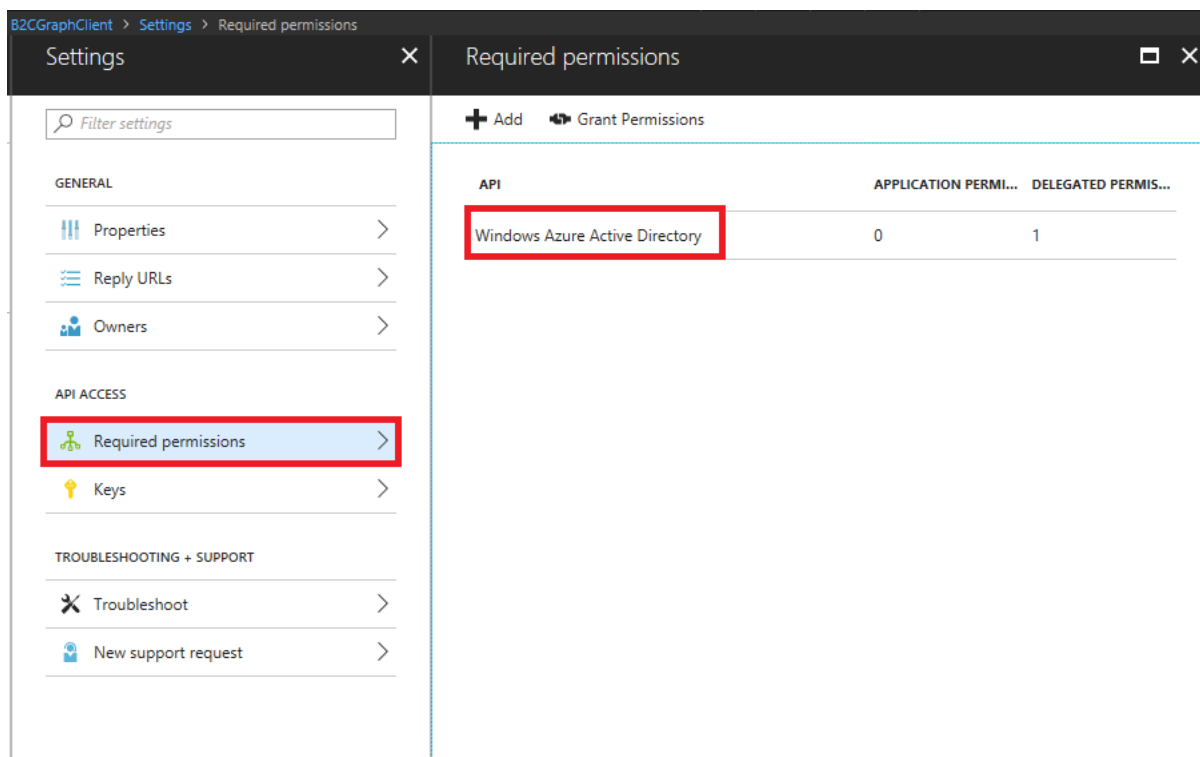 B2CGraphClient > Settings > Required permissions
Settings
Filter settings
GENERAL
Properties
Reply URLs
Owners
API ACCESS
Required permissions
Keys
TROUBLESHOOTING + SUPPORT
Troubleshoot
New support request
Required permissions
Add Grant Permissions
API APPLICATION PERMI... DELEGATED PERMIS...
Windows Azure Active Directory 0 1